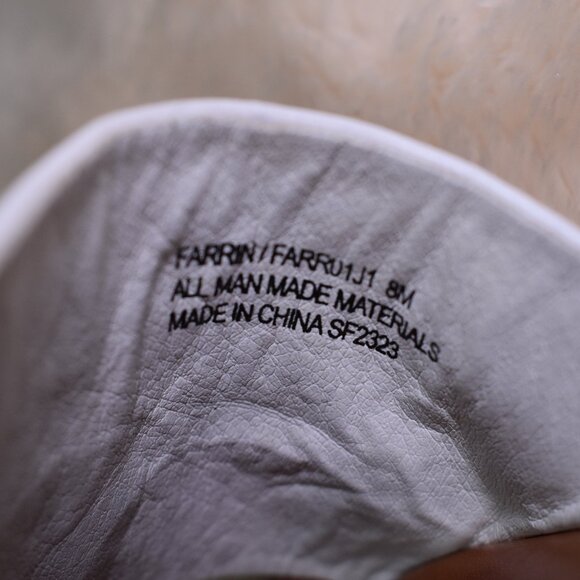 FARRIN / FARR01J1 8M
ALL MAN MADE MATERIALS
MADE IN CHINA SF2323